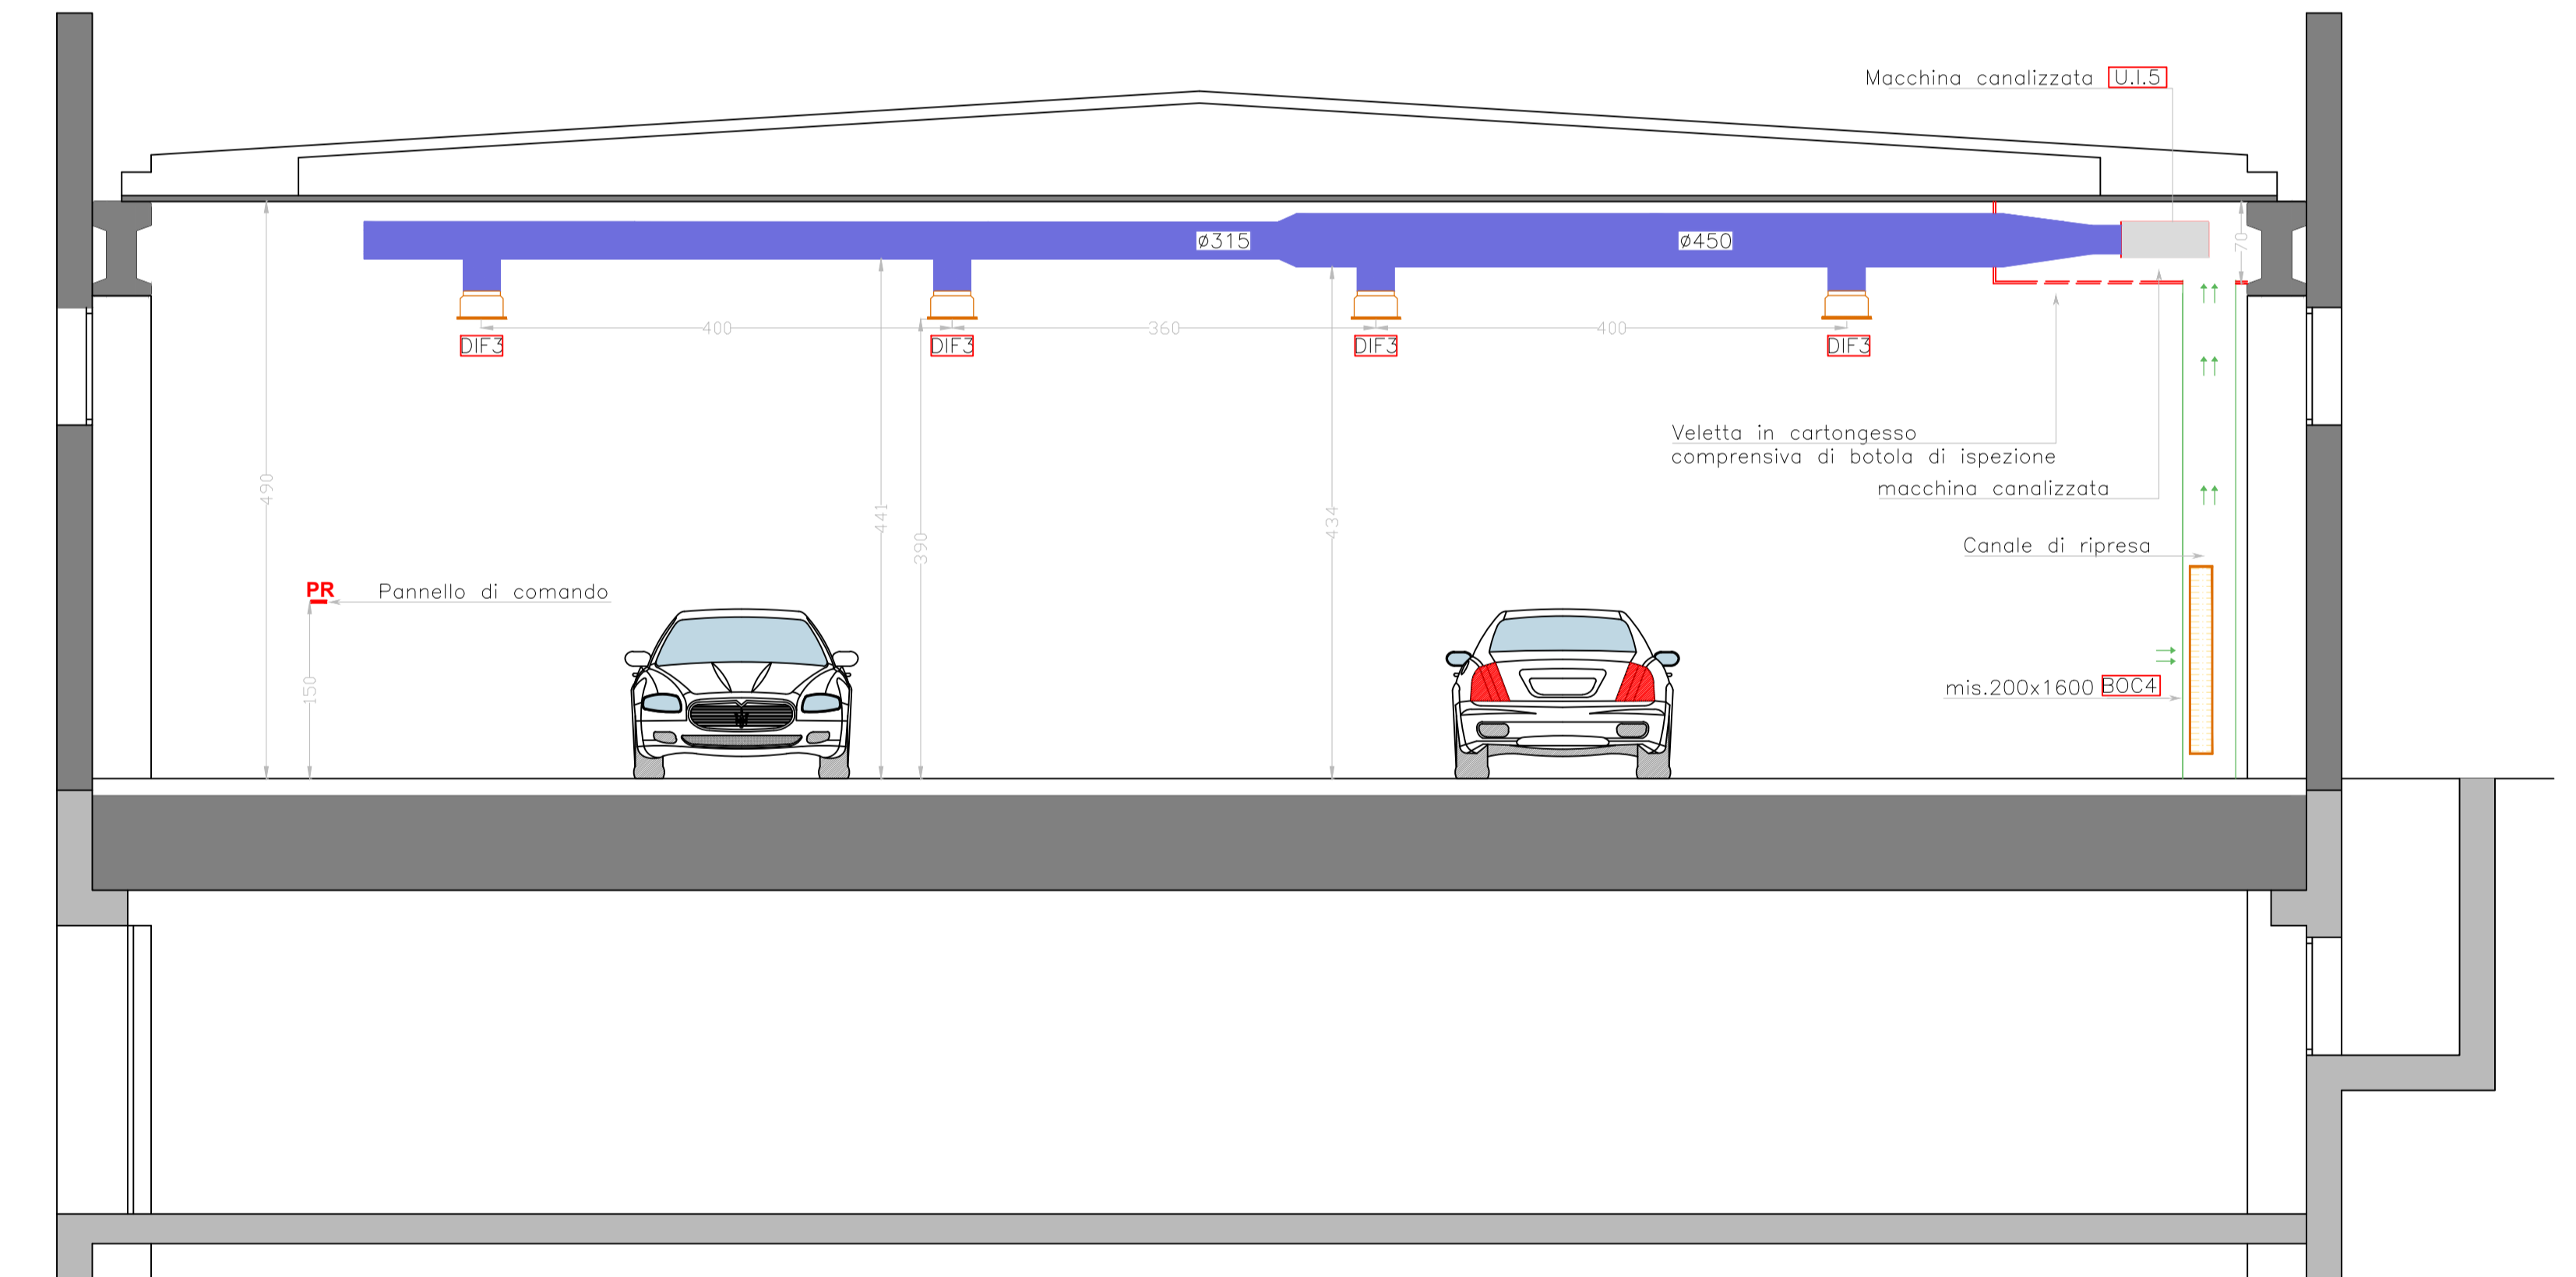 Macchina canalizzata U.I.5
70
ø315
ø450
400
360
400
DIF3
DIF3
DIF3
DIF3
490
441
390
434
Veletta in cartongesso
comprensiva di botola di ispezione
macchina canalizzata
Canale di ripresa
PR
Pannello di comando
150
mis.200x1600 BOC4